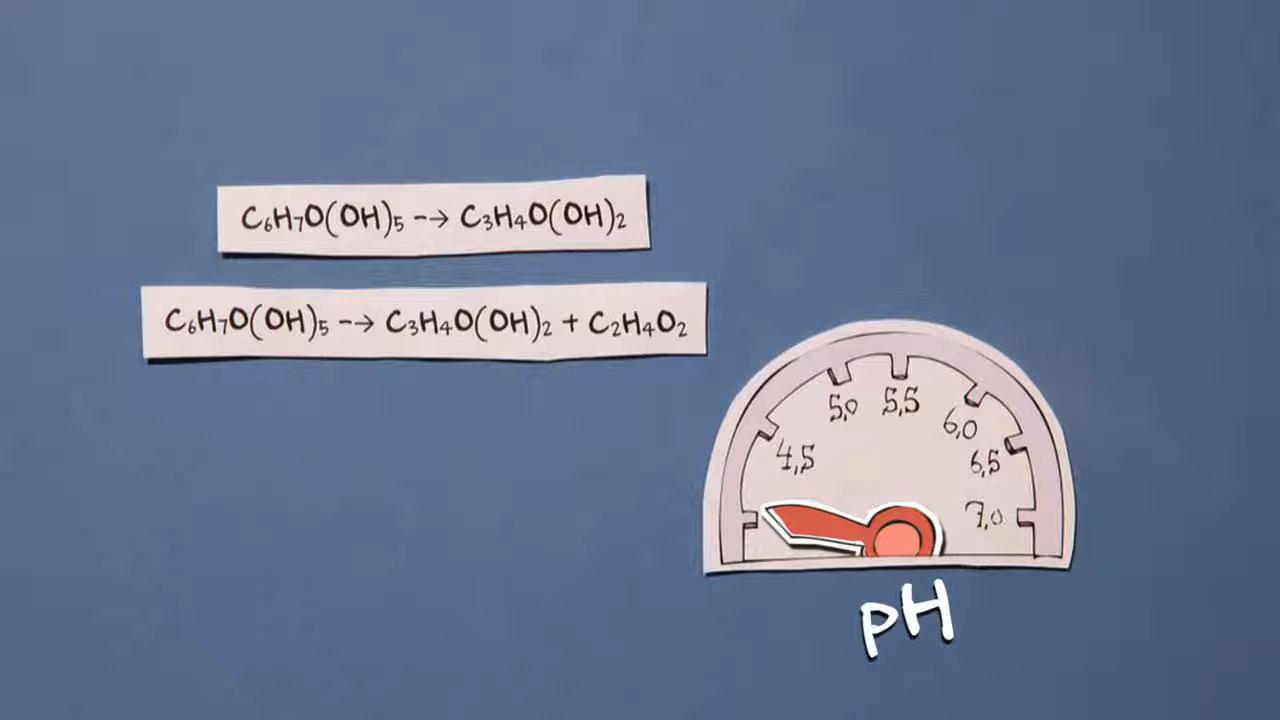 C₆H₇O(OH)₅ --> C₃H₄O(OH)₂
C₆H₇O(OH)₅ --> C₃H₄O(OH)₂ + C₂H₄O₂
4,5
5,0
5,5
6,0
6,5
7,0
pH